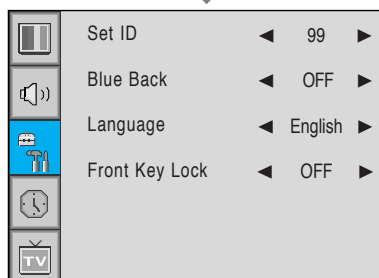 Set ID ◀ 99 ▶
Blue Back ◀ OFF ▶
Language ◀ English ▶
Front Key Lock ◀ OFF ▶
TV